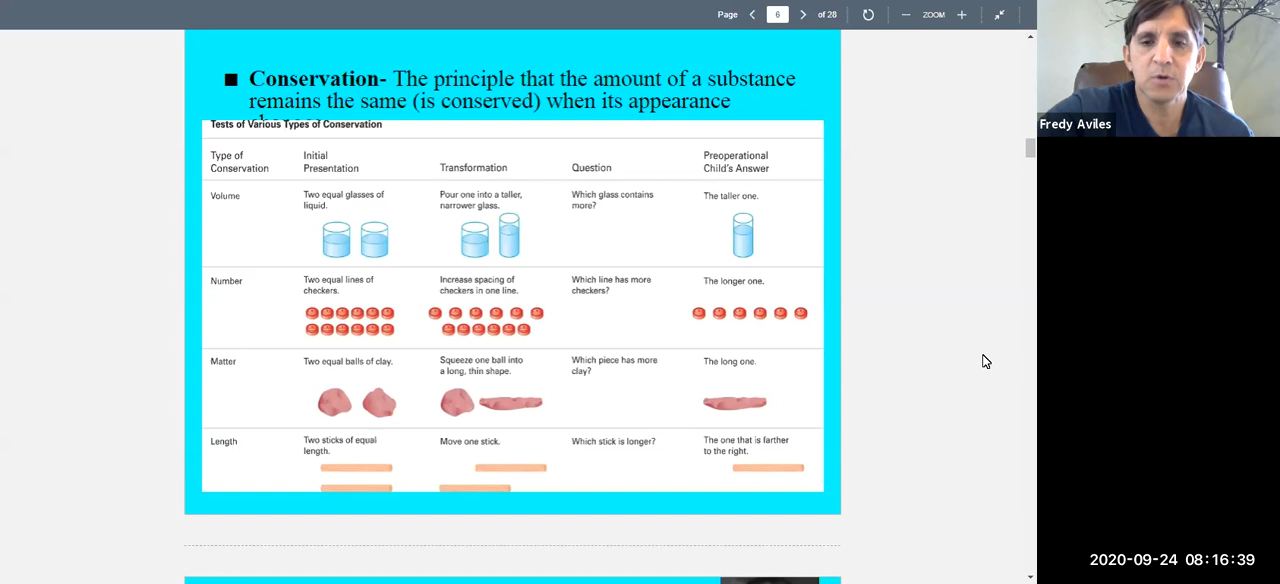 Page 6 of 28 ZOOM
■ Conservation- The principle that the amount of a substance
remains the same (is conserved) when its appearance
Tests of Various Types of Conservation
Type of Conservation
Initial Presentation
Transformation
Question
Preoperational Child's Answer
Volume
Two equal glasses of
liquid.
Pour one into a taller,
narrower glass.
Which glass contains
more?
The taller one.
Number
Two equal lines of
checkers.
Increase spacing of
checkers in one line.
Which line has more
checkers?
The longer one.
Matter
Two equal balls of clay.
Squeeze one ball into
a long, thin shape.
Which piece has more
clay?
The long one.
Length
Two sticks of equal
length.
Move one stick.
Which stick is longer?
The one that is farther
to the right.
Fredy Aviles
2020-09-24 08:16:39